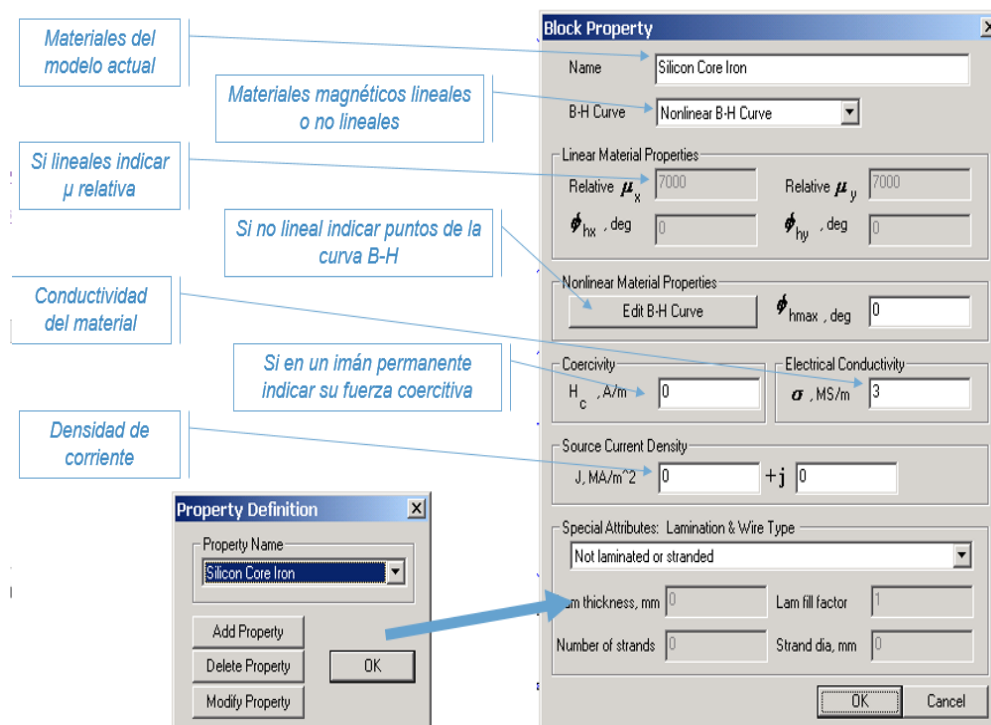 Materiales del
modelo actual
Materiales magnéticos lineales
o no lineales
Si lineales indicar
μ relativa
Si no lineal indicar puntos de la
curva B-H
Conductividad
del material
Si en un imán permanente
indicar su fuerza coercitiva
Densidad de
corriente
Property Definition
Property Name
Silicon Core Iron
Add Property
Delete Property
OK
Modify Property
Block Property
Name Silicon Core Iron
B-H Curve Nonlinear B-H Curve
Linear Material Properties
Relative μx 7000 Relative μy 7000
ϕhx , deg 0 ϕhy , deg 0
Nonlinear Material Properties
Edit B-H Curve ϕhmax , deg 0
Coercivity Electrical Conductivity
Hc , A/m 0 σ , MS/m 3
Source Current Density
J, MA/m^2 0 +j 0
Special Attributes: Lamination & Wire Type
Not laminated or stranded
thickness, mm 0 Lam fill factor 1
Number of strands 0 Strand dia, mm 0
OK Cancel